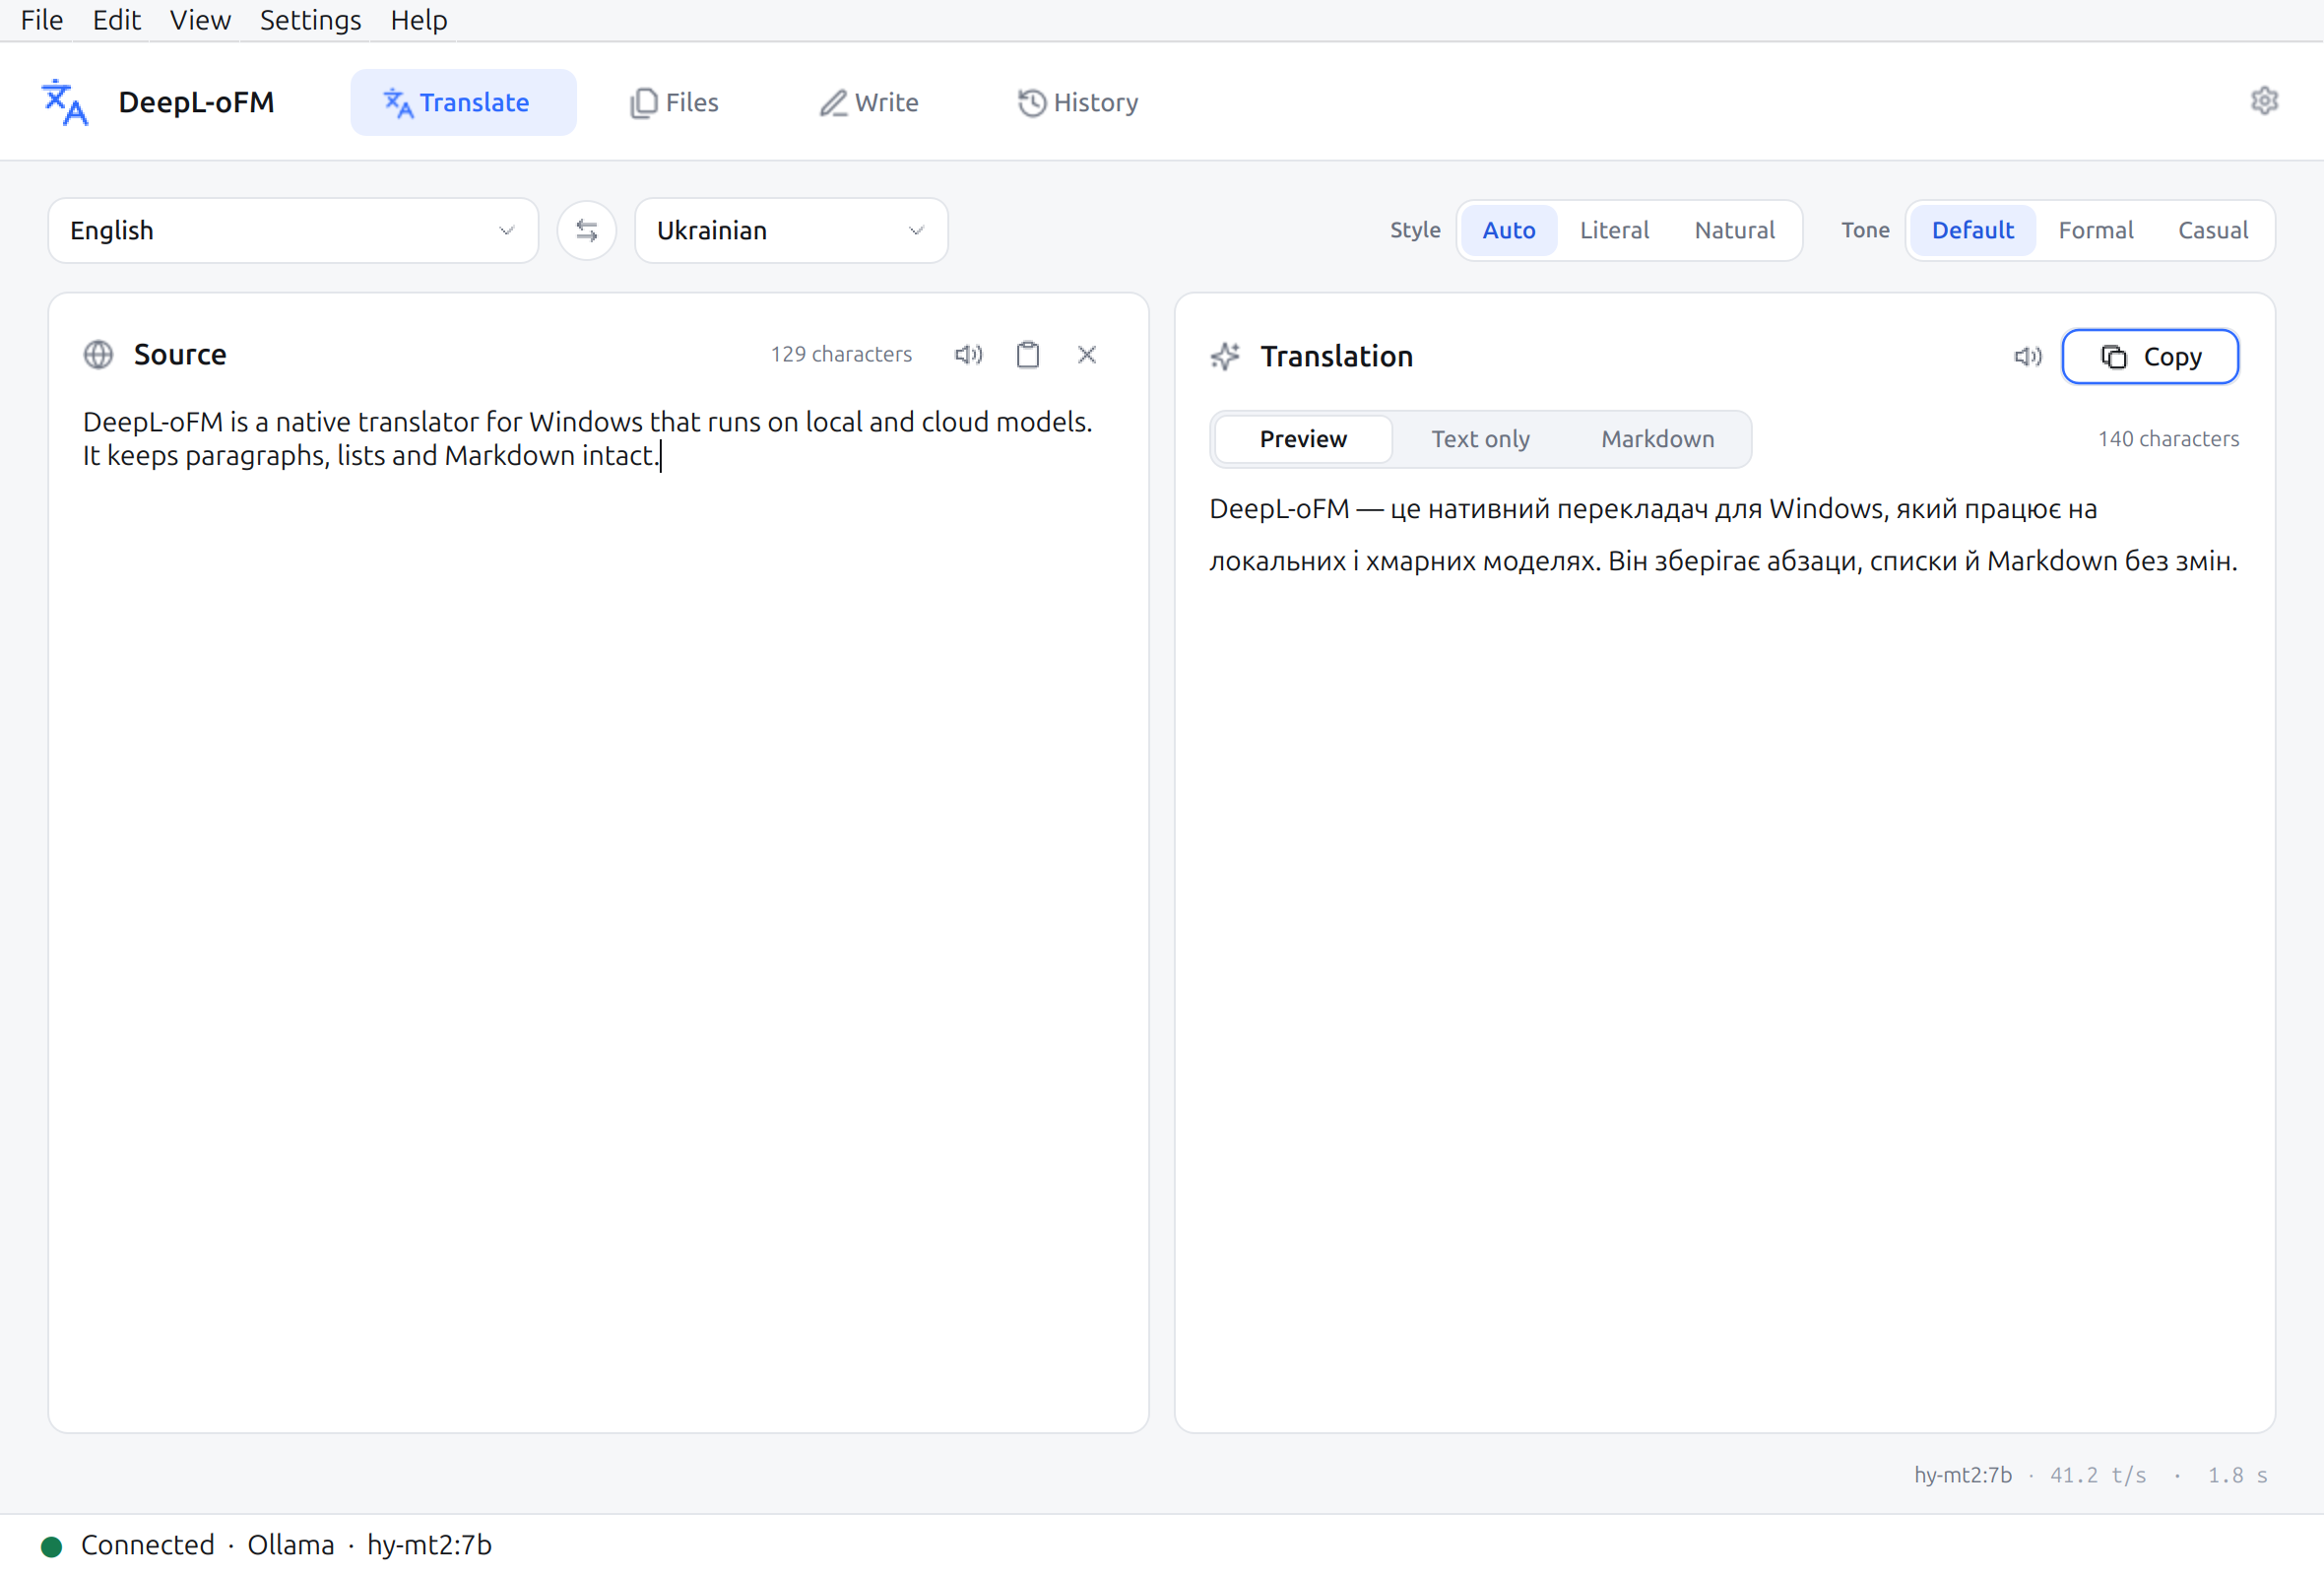 File Edit View Settings Help
DeepL-oFM Translate Files Write History
English Ukrainian Style Auto Literal Natural Tone Default Formal Casual
Source 129 characters
DeepL-oFM is a native translator for Windows that runs on local and cloud models.
It keeps paragraphs, lists and Markdown intact.
Translation Copy
Preview Text only Markdown 140 characters
DeepL-oFM — це нативний перекладач для Windows, який працює на
локальних і хмарних моделях. Він зберігає абзаци, списки й Markdown без змін.
hy-mt2:7b · 41.2 t/s · 1.8 s
Connected · Ollama · hy-mt2:7b